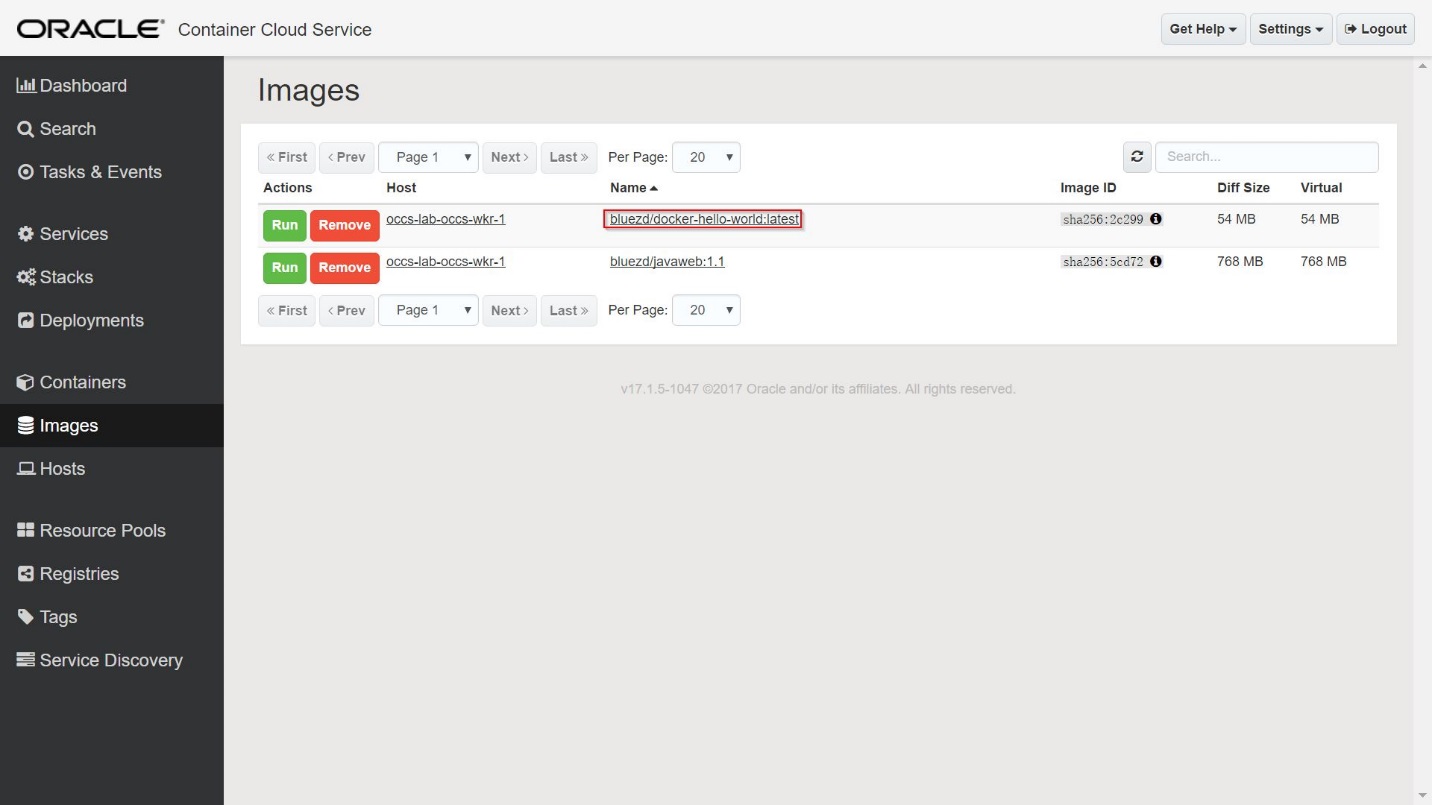 ORACLE® Container Cloud Service Get Help Settings Logout
Dashboard
Search
Tasks & Events
Services
Stacks
Deployments
Containers
Images
Hosts
Resource Pools
Registries
Tags
Service Discovery
Images
« First ‹ Prev Page 1 Next › Last » Per Page: 20 Search...
Actions Host Name Image ID Diff Size Virtual
Run Remove occs-lab-occs-wkr-1 bluezd/docker-hello-world:latest sha256:2c299 54 MB 54 MB
Run Remove occs-lab-occs-wkr-1 bluezd/javaweb:1.1 sha256:5cd72 768 MB 768 MB
« First ‹ Prev Page 1 Next › Last » Per Page: 20
v17.1.5-1047 ©2017 Oracle and/or its affiliates. All rights reserved.